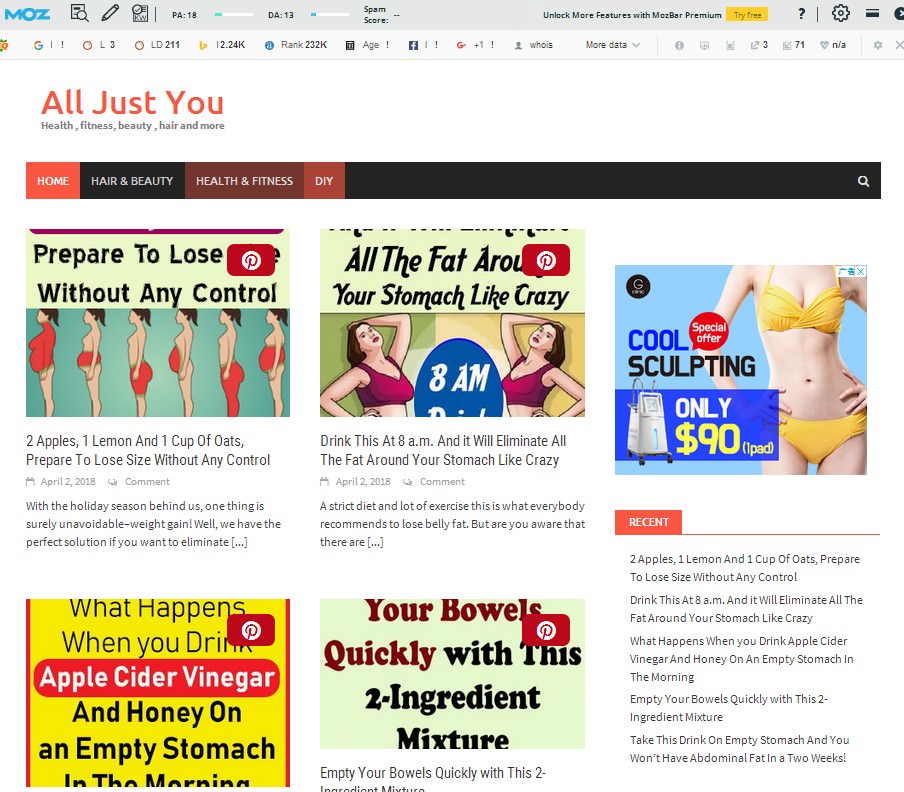 MOZ
PA: 18
DA: 13
Spam
Score: --
Unlock More Features with MozBar Premium
Try free
?
G I !
L 3
LD 211
I 2.24K
Rank 232K
Age !
I !
+1 !
whois
More data
3
71
n/a
All Just You
Health , fitness, beauty , hair and more
HOME
HAIR & BEAUTY
HEALTH & FITNESS
DIY
Prepare To Lose
Without Any Control
All The Fat Arou
Your Stomach Like Crazy
8 AM
Drink
2 Apples, 1 Lemon And 1 Cup Of Oats,
Prepare To Lose Size Without Any Control
April 2, 2018 Comment
With the holiday season behind us, one thing is
surely unavoidable–weight gain! Well, we have the
perfect solution if you want to eliminate [...]
Drink This At 8 a.m. And it Will Eliminate All
The Fat Around Your Stomach Like Crazy
April 2, 2018 Comment
A strict diet and lot of exercise this is what everybody
recommends to lose belly fat. But are you aware that
there are [...]
What Happens
When you Drink
Apple Cider Vinegar
And Honey On
an Empty Stomach
In The Morning
Your Bowels
Quickly with This
2-Ingredient
Mixture
Empty Your Bowels Quickly with This 2-
Ingredient Mixture
广告
G
clinic
COOL
SCULPTING
Special
offer
ONLY
$90 (1pad)
RECENT
2 Apples, 1 Lemon And 1 Cup Of Oats, Prepare
To Lose Size Without Any Control
Drink This At 8 a.m. And it Will Eliminate All The
Fat Around Your Stomach Like Crazy
What Happens When you Drink Apple Cider
Vinegar And Honey On An Empty Stomach In
The Morning
Empty Your Bowels Quickly with This 2-
Ingredient Mixture
Take This Drink On Empty Stomach And You
Won't Have Abdominal Fat In a Two Weeks!